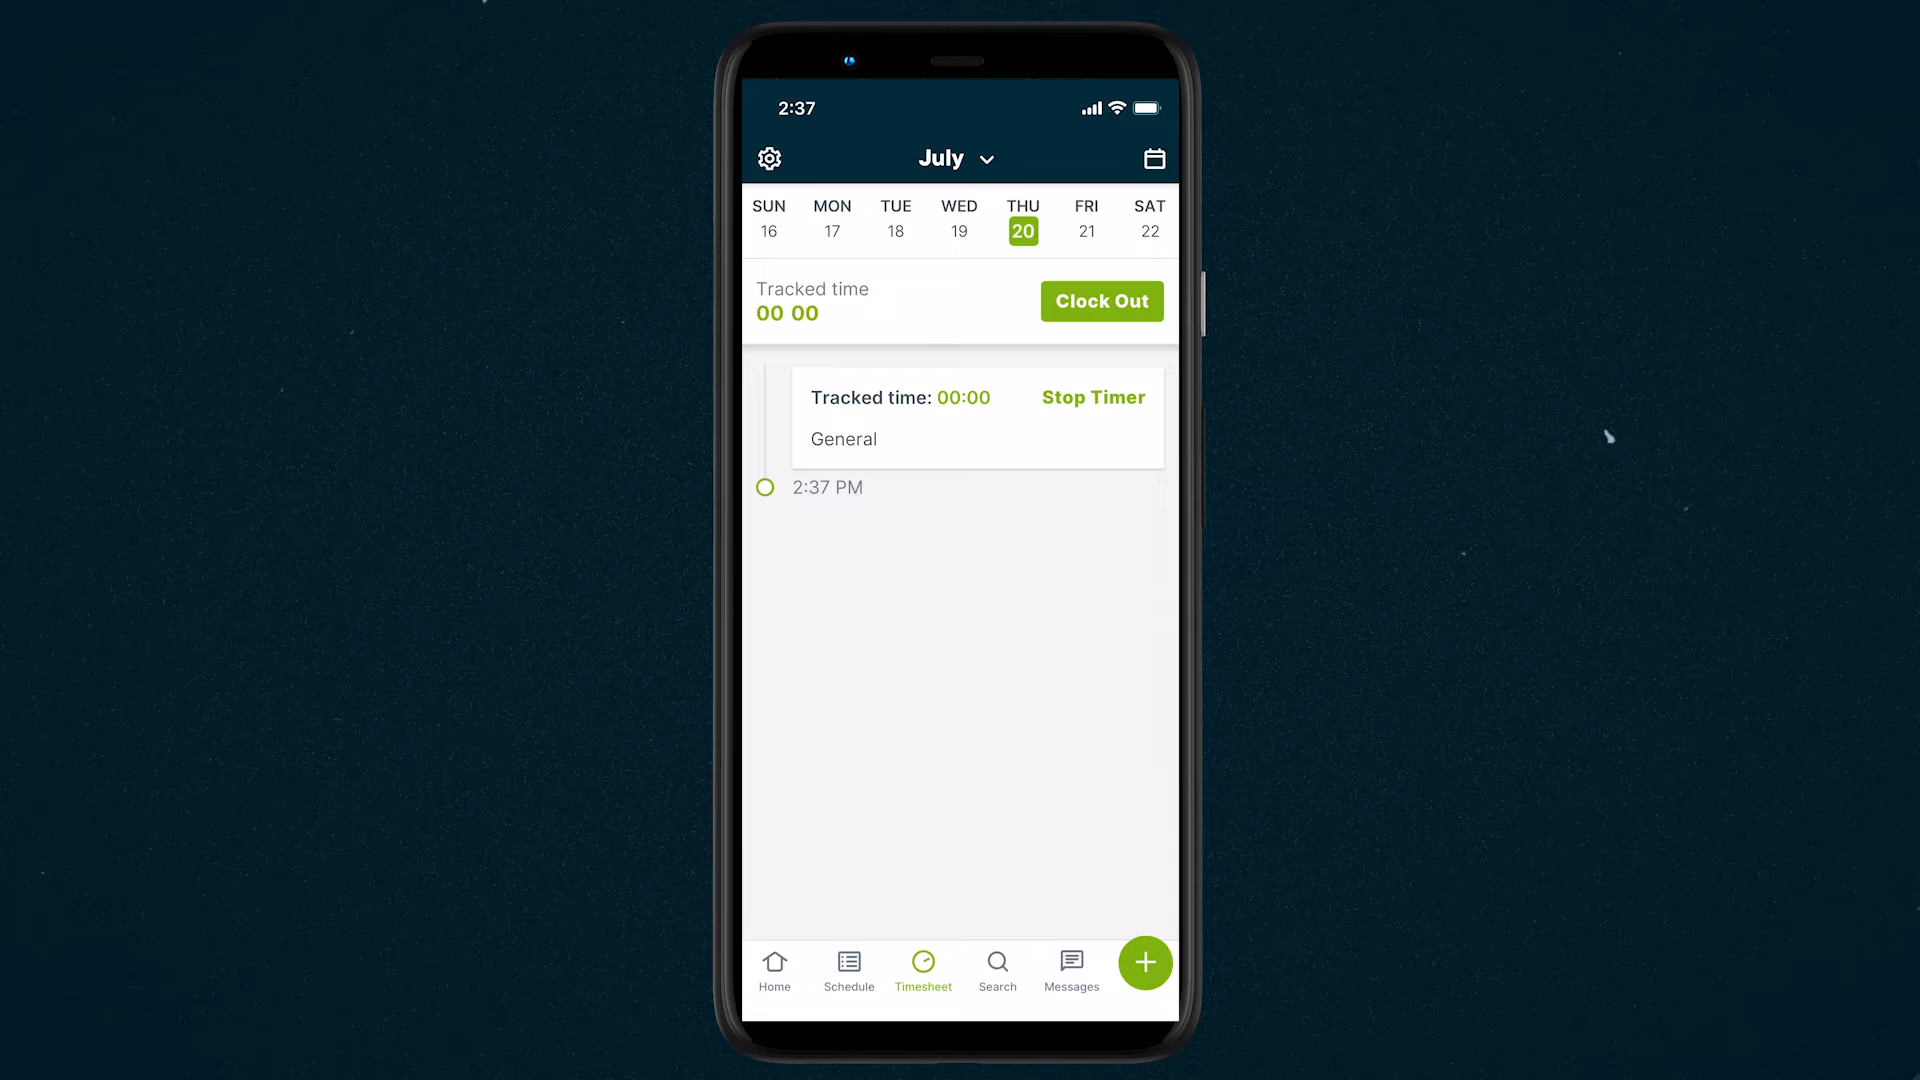 2:37
July
SUN MON TUE WED THU FRI SAT
16 17 18 19 20 21 22
Tracked time
00 00
Clock Out
Tracked time: 00:00
Stop Timer
General
2:37 PM
Home Schedule Timesheet Search Messages